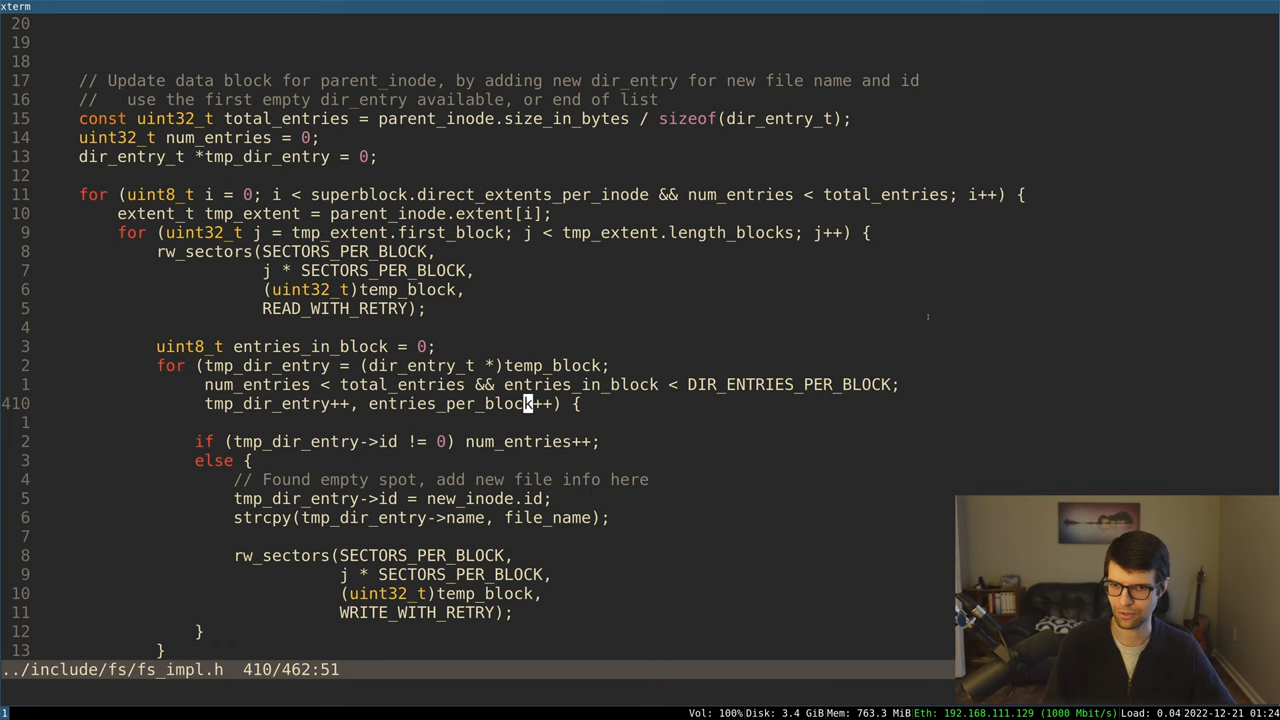 xterm
20
19
18
17 // Update data block for parent_inode, by adding new dir_entry for new file name and id
16 //   use the first empty dir_entry available, or end of list
15 const uint32_t total_entries = parent_inode.size_in_bytes / sizeof(dir_entry_t);
14 uint32_t num_entries = 0;
13 dir_entry_t *tmp_dir_entry = 0;
12
11 for (uint8_t i = 0; i < superblock.direct_extents_per_inode && num_entries < total_entries; i++) {
10 extent_t tmp_extent = parent_inode.extent[i];
9 for (uint32_t j = tmp_extent.first_block; j < tmp_extent.length_blocks; j++) {
8 rw_sectors(SECTORS_PER_BLOCK,
7 j * SECTORS_PER_BLOCK,
6 (uint32_t)temp_block,
5 READ_WITH_RETRY);
4
3 uint8_t entries_in_block = 0;
2 for (tmp_dir_entry = (dir_entry_t *)temp_block;
1 num_entries < total_entries && entries_in_block < DIR_ENTRIES_PER_BLOCK;
410 tmp_dir_entry++, entries_per_block++) {
1
2 if (tmp_dir_entry->id != 0) num_entries++;
3 else {
4 // Found empty spot, add new file info here
5 tmp_dir_entry->id = new_inode.id;
6 strcpy(tmp_dir_entry->name, file_name);
7
8 rw_sectors(SECTORS_PER_BLOCK,
9 j * SECTORS_PER_BLOCK,
10 (uint32_t)temp_block,
11 WRITE_WITH_RETRY);
12 }
13 }
../include/fs/fs_impl.h  410/462:51
1 Vol: 100% Disk: 3.4 GiB Mem: 763.3 MiB Eth: 192.168.111.129 (1000 Mbit/s) Load: 0.04 2022-12-21 01:24